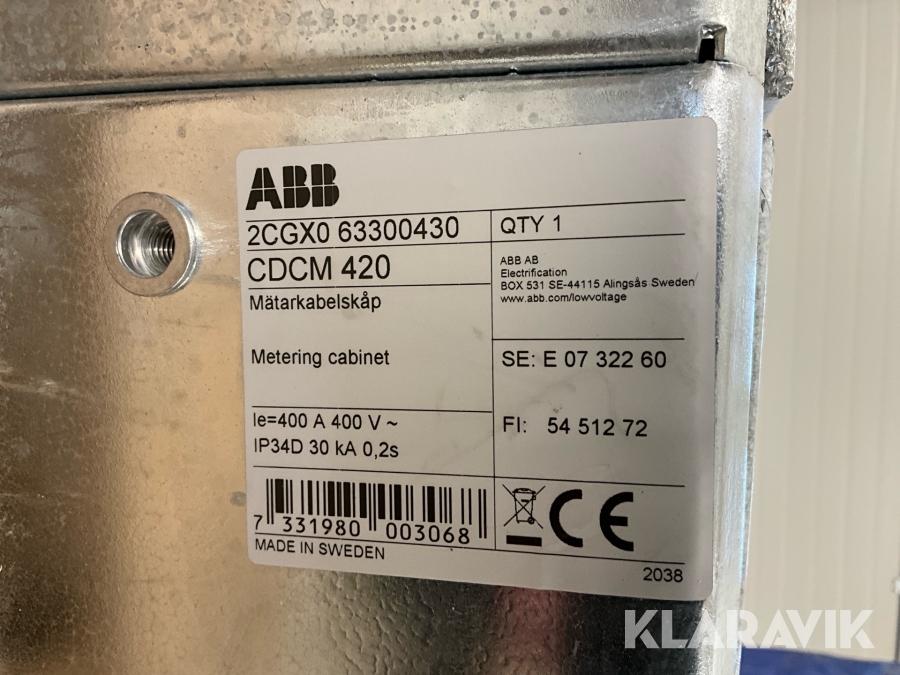 ABB
2CGX0 63300430
QTY 1
CDCM 420
Mätarkabelskåp
ABB AB
Electrification
BOX 531 SE-44115 Alingsås Sweden
www.abb.com/lowvoltage
Metering cabinet
SE: E 07 322 60
Ie=400 A 400 V ~
IP34D 30 kA 0,2s
FI: 54 512 72
7 331980 003068
CE
MADE IN SWEDEN
2038
KLARAVIK